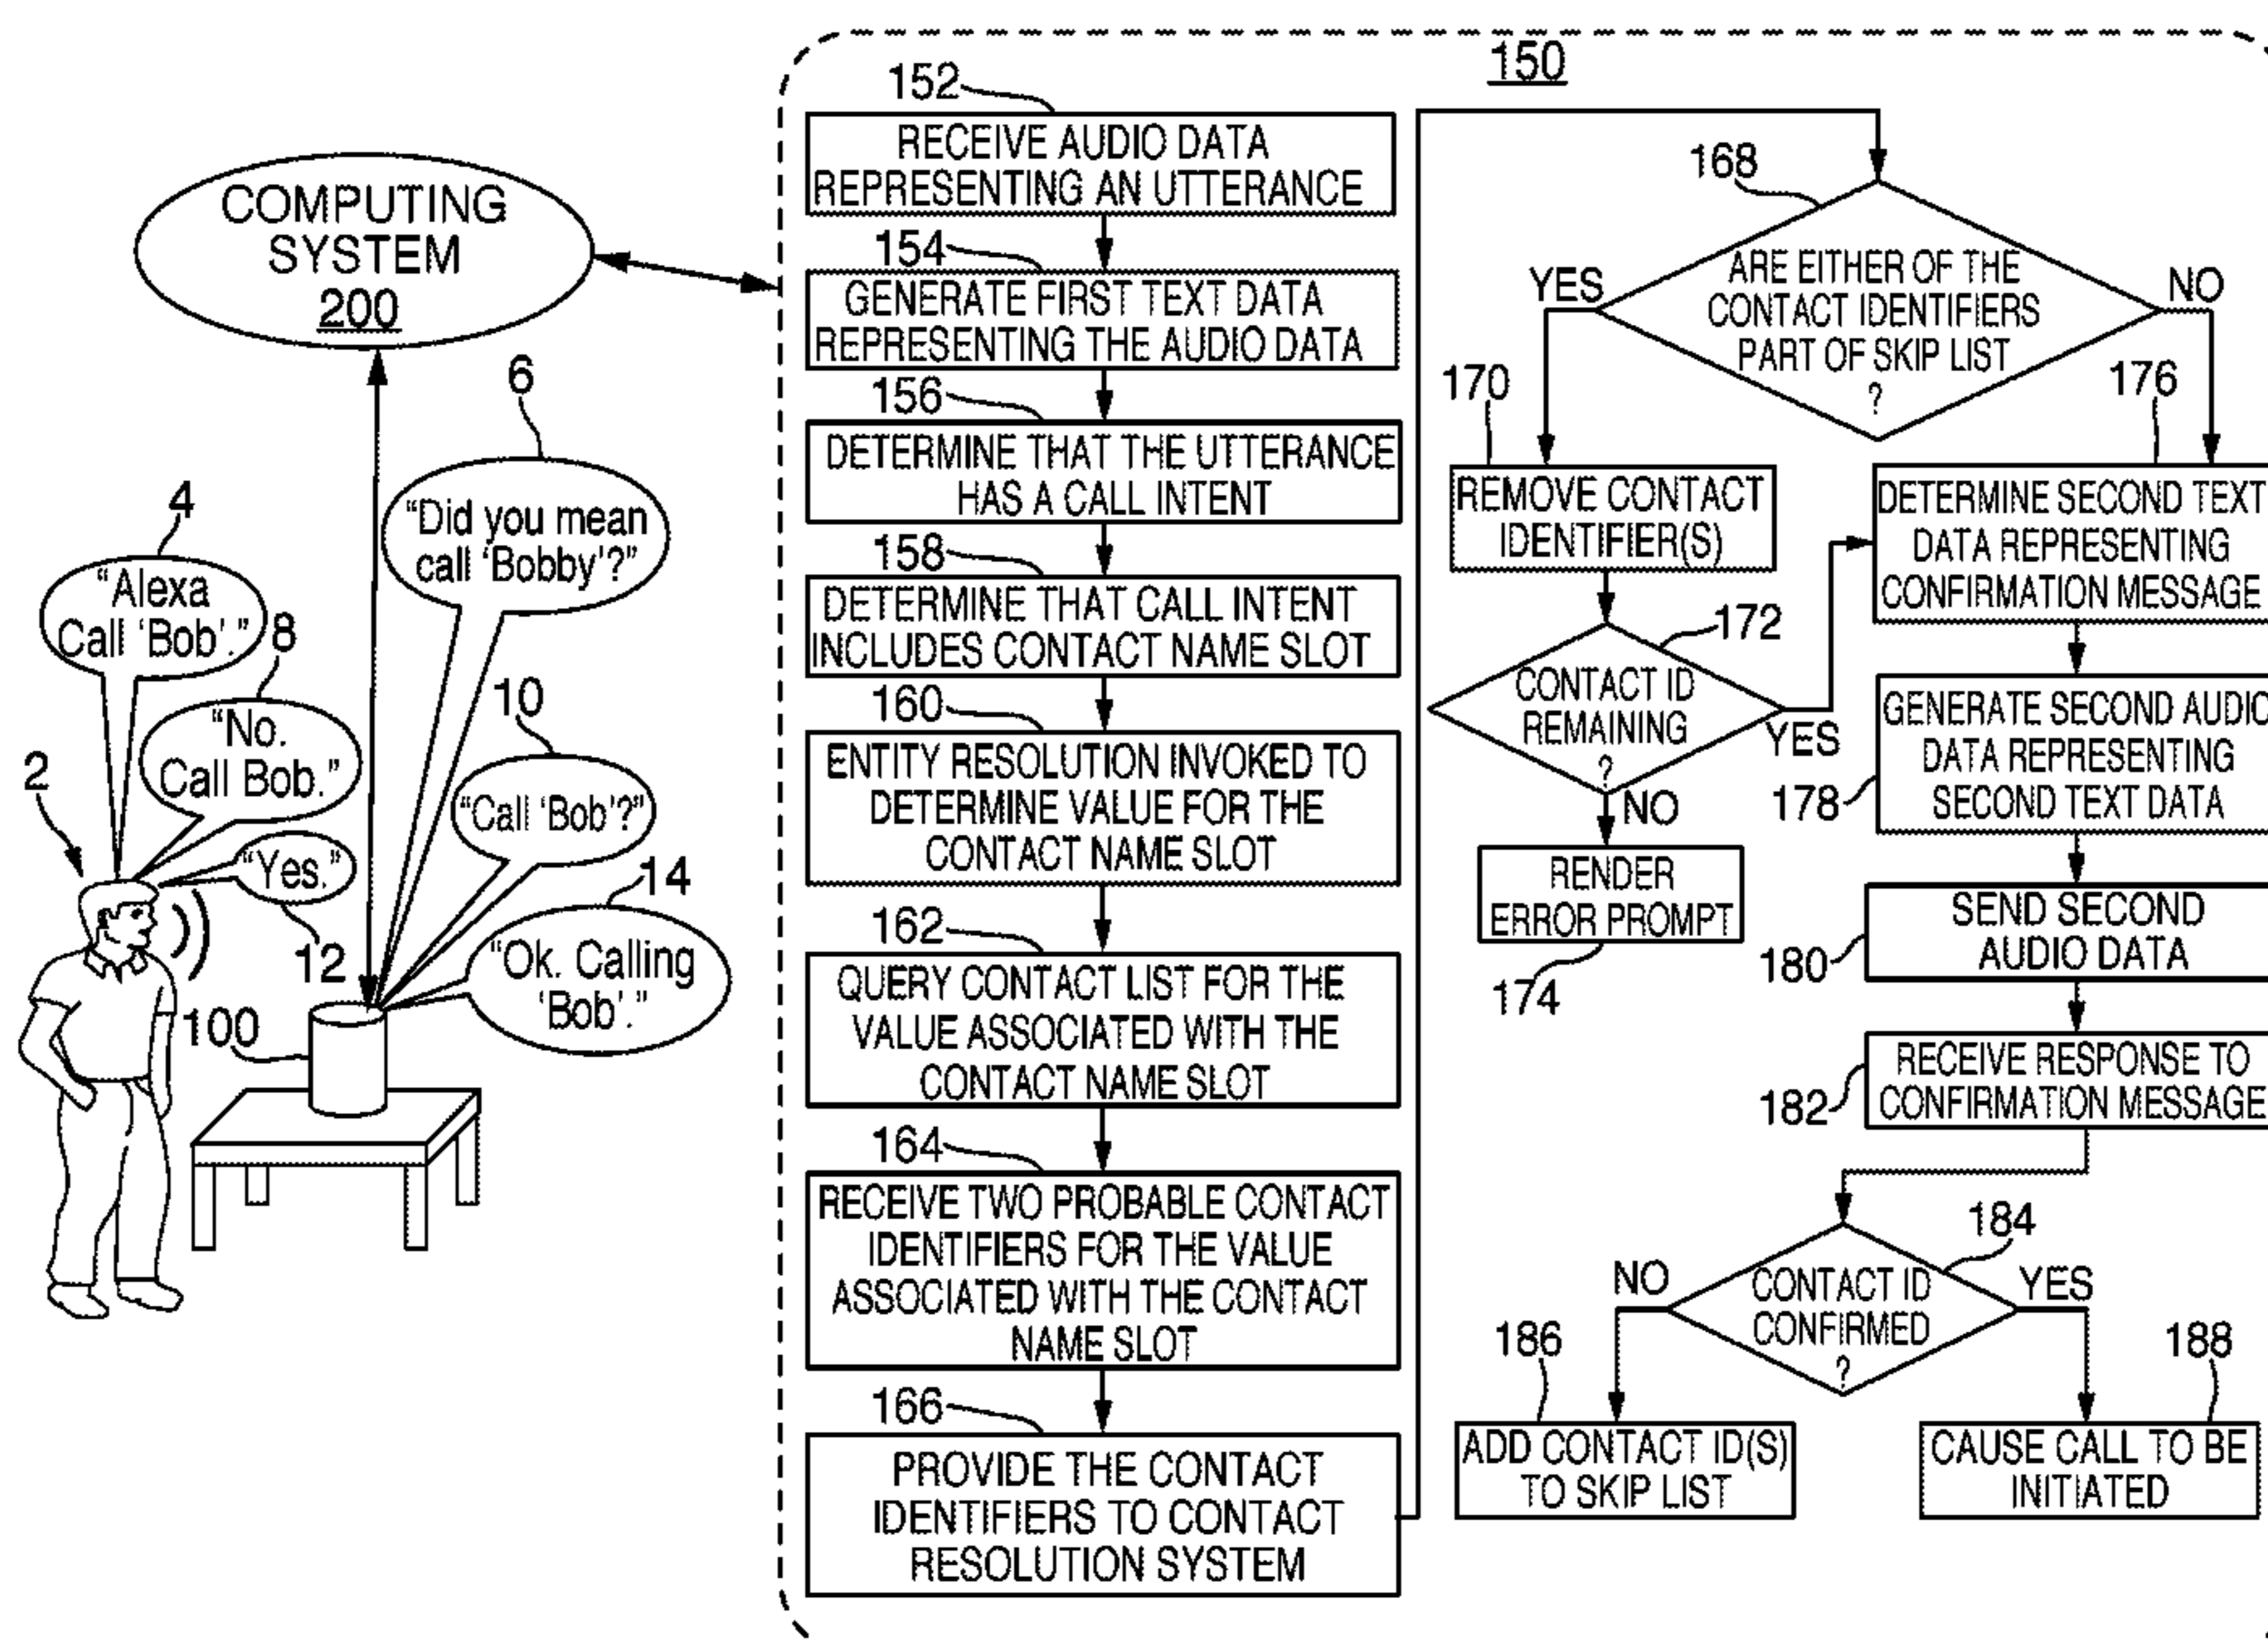 COMPUTING
SYSTEM
200
6
"Did you mean
call 'Bobby'?"
4
"Alexa
Call 'Bob'."
8
"No.
Call Bob."
10
"Call 'Bob'?"
2
"Yes."
12
14
"Ok. Calling
'Bob'."
100
150
152
RECEIVE AUDIO DATA
REPRESENTING AN UTTERANCE
154
GENERATE FIRST TEXT DATA
REPRESENTING THE AUDIO DATA
156
DETERMINE THAT THE UTTERANCE
HAS A CALL INTENT
158
DETERMINE THAT CALL INTENT
INCLUDES CONTACT NAME SLOT
160
ENTITY RESOLUTION INVOKED TO
DETERMINE VALUE FOR THE
CONTACT NAME SLOT
162
QUERY CONTACT LIST FOR THE
VALUE ASSOCIATED WITH THE
CONTACT NAME SLOT
164
RECEIVE TWO PROBABLE CONTACT
IDENTIFIERS FOR THE VALUE
ASSOCIATED WITH THE CONTACT
NAME SLOT
166
PROVIDE THE CONTACT
IDENTIFIERS TO CONTACT
RESOLUTION SYSTEM
168
ARE EITHER OF THE
CONTACT IDENTIFIERS
PART OF SKIP LIST
?
YES
NO
170
REMOVE CONTACT
IDENTIFIER(S)
172
CONTACT ID
REMAINING
?
YES
NO
RENDER
ERROR PROMPT
174
176
DETERMINE SECOND TEXT
DATA REPRESENTING
CONFIRMATION MESSAGE
GENERATE SECOND AUDIO
DATA REPRESENTING
SECOND TEXT DATA
178
SEND SECOND
AUDIO DATA
180
RECEIVE RESPONSE TO
CONFIRMATION MESSAGE
182
184
CONTACT ID
CONFIRMED
?
NO
YES
186
ADD CONTACT ID(S)
TO SKIP LIST
188
CAUSE CALL TO BE
INITIATED